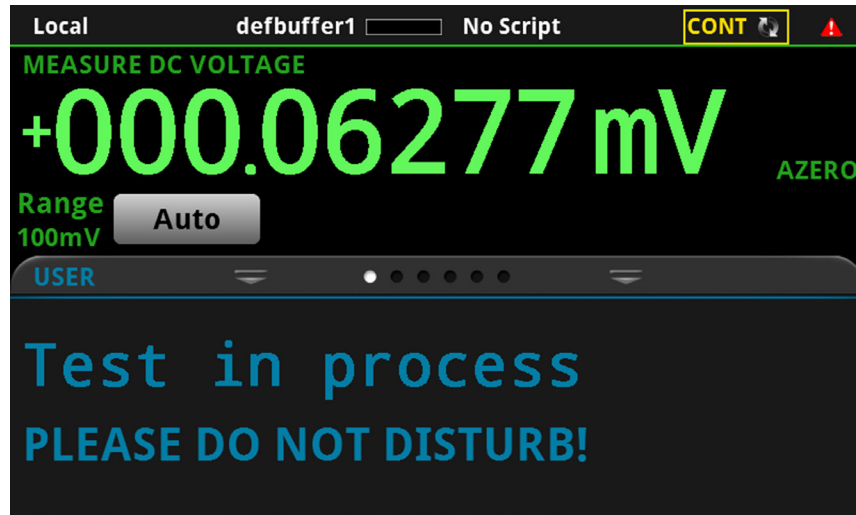 Local defbuffer1 No Script CONT
MEASURE DC VOLTAGE
+000.06277 mV
AZERO
Range
100mV
Auto
USER
Test in process
PLEASE DO NOT DISTURB!